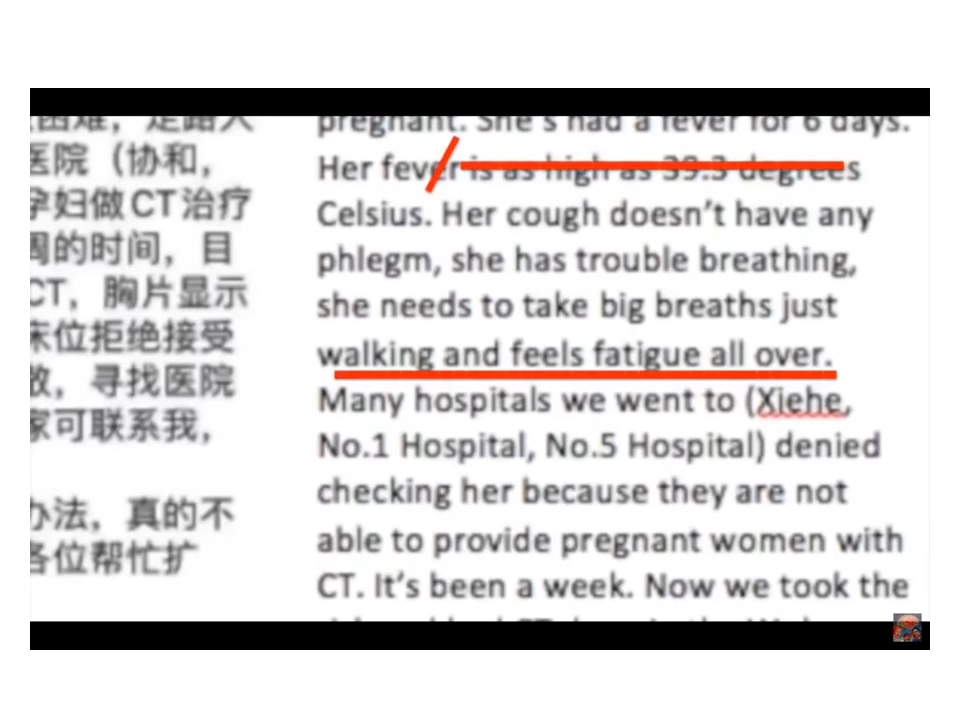 医院（协和，
孕妇做CT治疗
周的时间，目
CT，胸片显示
床位拒绝接受
散，寻找医院
家可联系我，
办法，真的不
各位帮忙扩
pregnant. She's had a fever for 6 days.
Her fever is as high as 39.3 degrees
Celsius. Her cough doesn't have any
phlegm, she has trouble breathing,
she needs to take big breaths just
walking and feels fatigue all over.
Many hospitals we went to (Xiehe,
No.1 Hospital, No.5 Hospital) denied
checking her because they are not
able to provide pregnant women with
CT. It's been a week. Now we took the